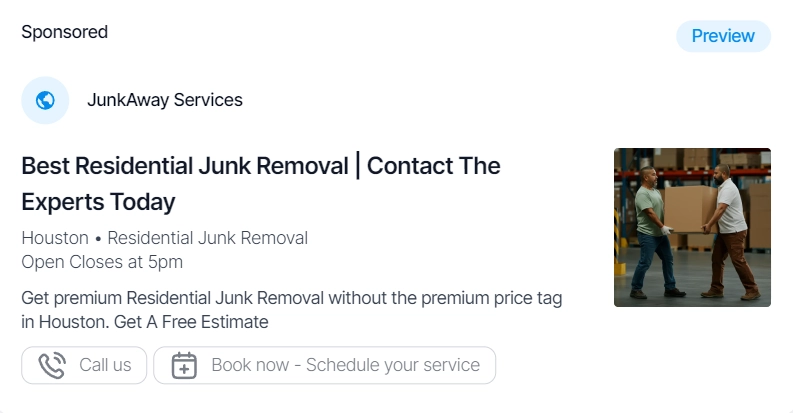 Sponsored
Preview
JunkAway Services
Best Residential Junk Removal | Contact The
Experts Today
Houston • Residential Junk Removal
Open Closes at 5pm
Get premium Residential Junk Removal without the premium price tag
in Houston. Get A Free Estimate
Call us
Book now - Schedule your service